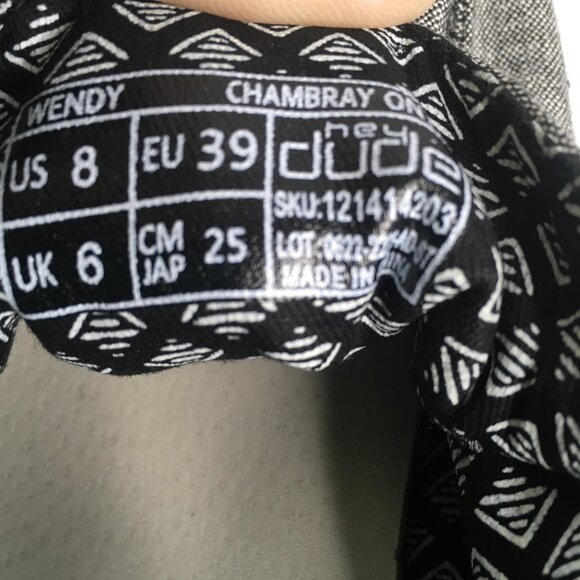 WENDY CHAMBRAY
US 8 EU 39
hey
dude
SKU:121414203
UK 6 CM JAP 25
MADE IN